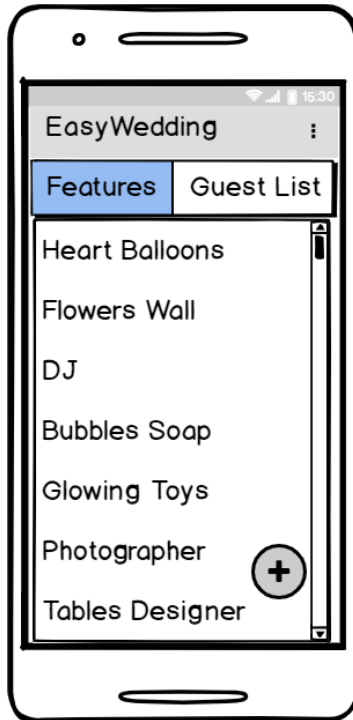 15:30
EasyWedding
Features Guest List
Heart Balloons
Flowers Wall
DJ
Bubbles Soap
Glowing Toys
Photographer
+
Tables Designer